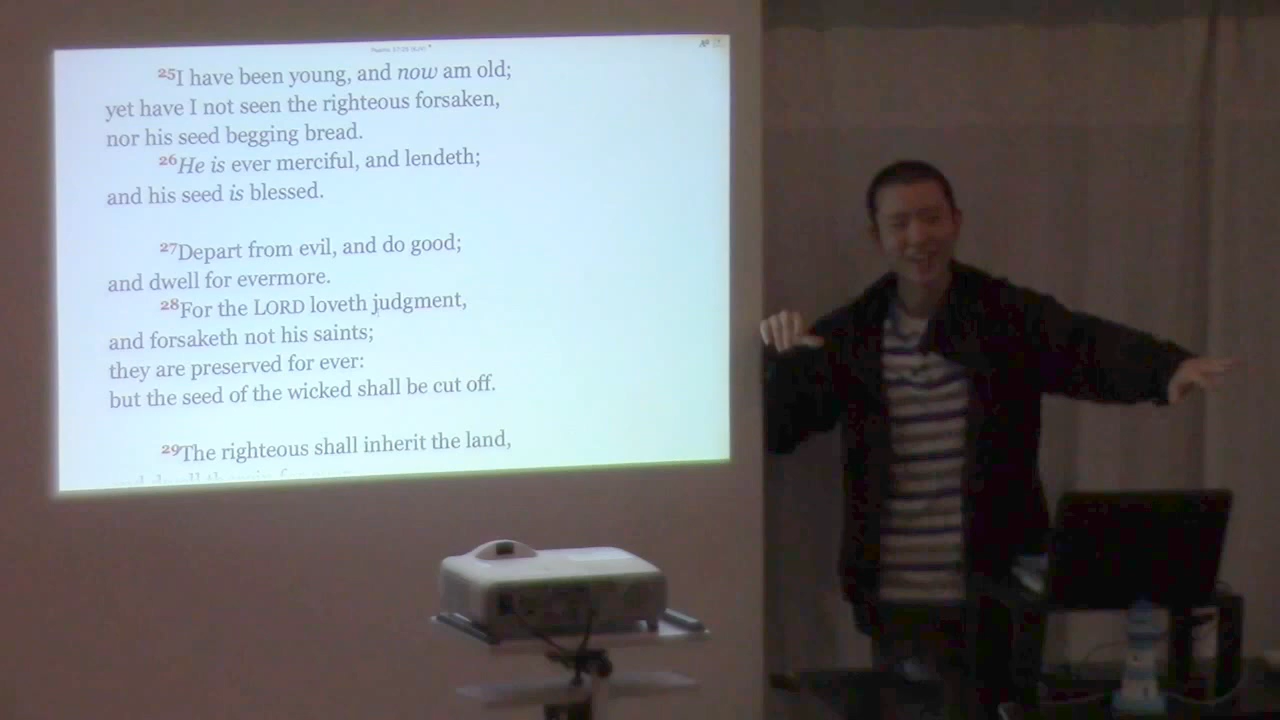 25I have been young, and now am old;
yet have I not seen the righteous forsaken,
nor his seed begging bread.
26He is ever merciful, and lendeth;
and his seed is blessed.
27Depart from evil, and do good;
and dwell for evermore.
28For the LORD loveth judgment,
and forsaketh not his saints;
they are preserved for ever:
but the seed of the wicked shall be cut off.
29The righteous shall inherit the land,